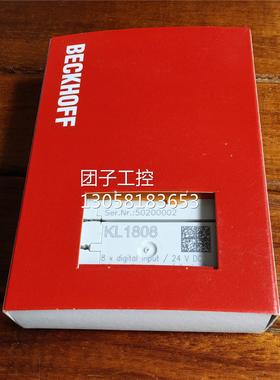 BECKHOFF
团子工控
13058183653
Ser.Nr.:50200002
KL1808
8 x digital input / 24 V DC